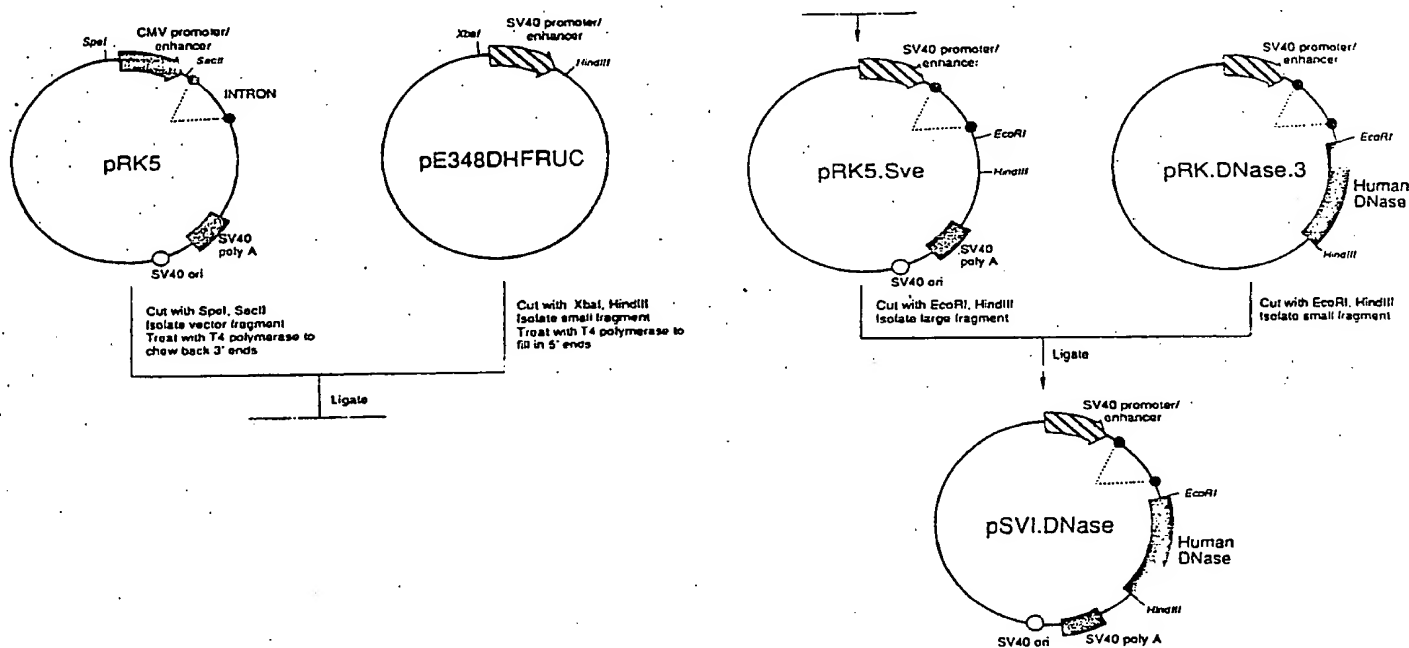 SpeI
CMV promoter/
enhancer
SacII
INTRON
pRK5
SV40
poly A
SV40 ori
XbaI
SV40 promoter/
enhancer
HindIII
pE348DHFRUC
Cut with SpeI, SacII
Isolate vector fragment
Treat with T4 polymerase to
chew back 3' ends
Cut with XbaI, HindIII
Isolate small fragment
Treat with T4 polymerase to
fill in 5' ends
Ligate
SV40 promoter/
enhancer
EcoRI
HindIII
pRK5.Sve
SV40
poly A
SV40 ori
SV40 promoter/
enhancer
EcoRI
pRK.DNase.3
Human
DNase
HindIII
Cut with EcoRI, HindIII
Isolate large fragment
Cut with EcoRI, HindIII
Isolate small fragment
Ligate
SV40 promoter/
enhancer
EcoRI
pSVI.DNase
Human
DNase
HindIII
SV40 ori
SV40 poly A